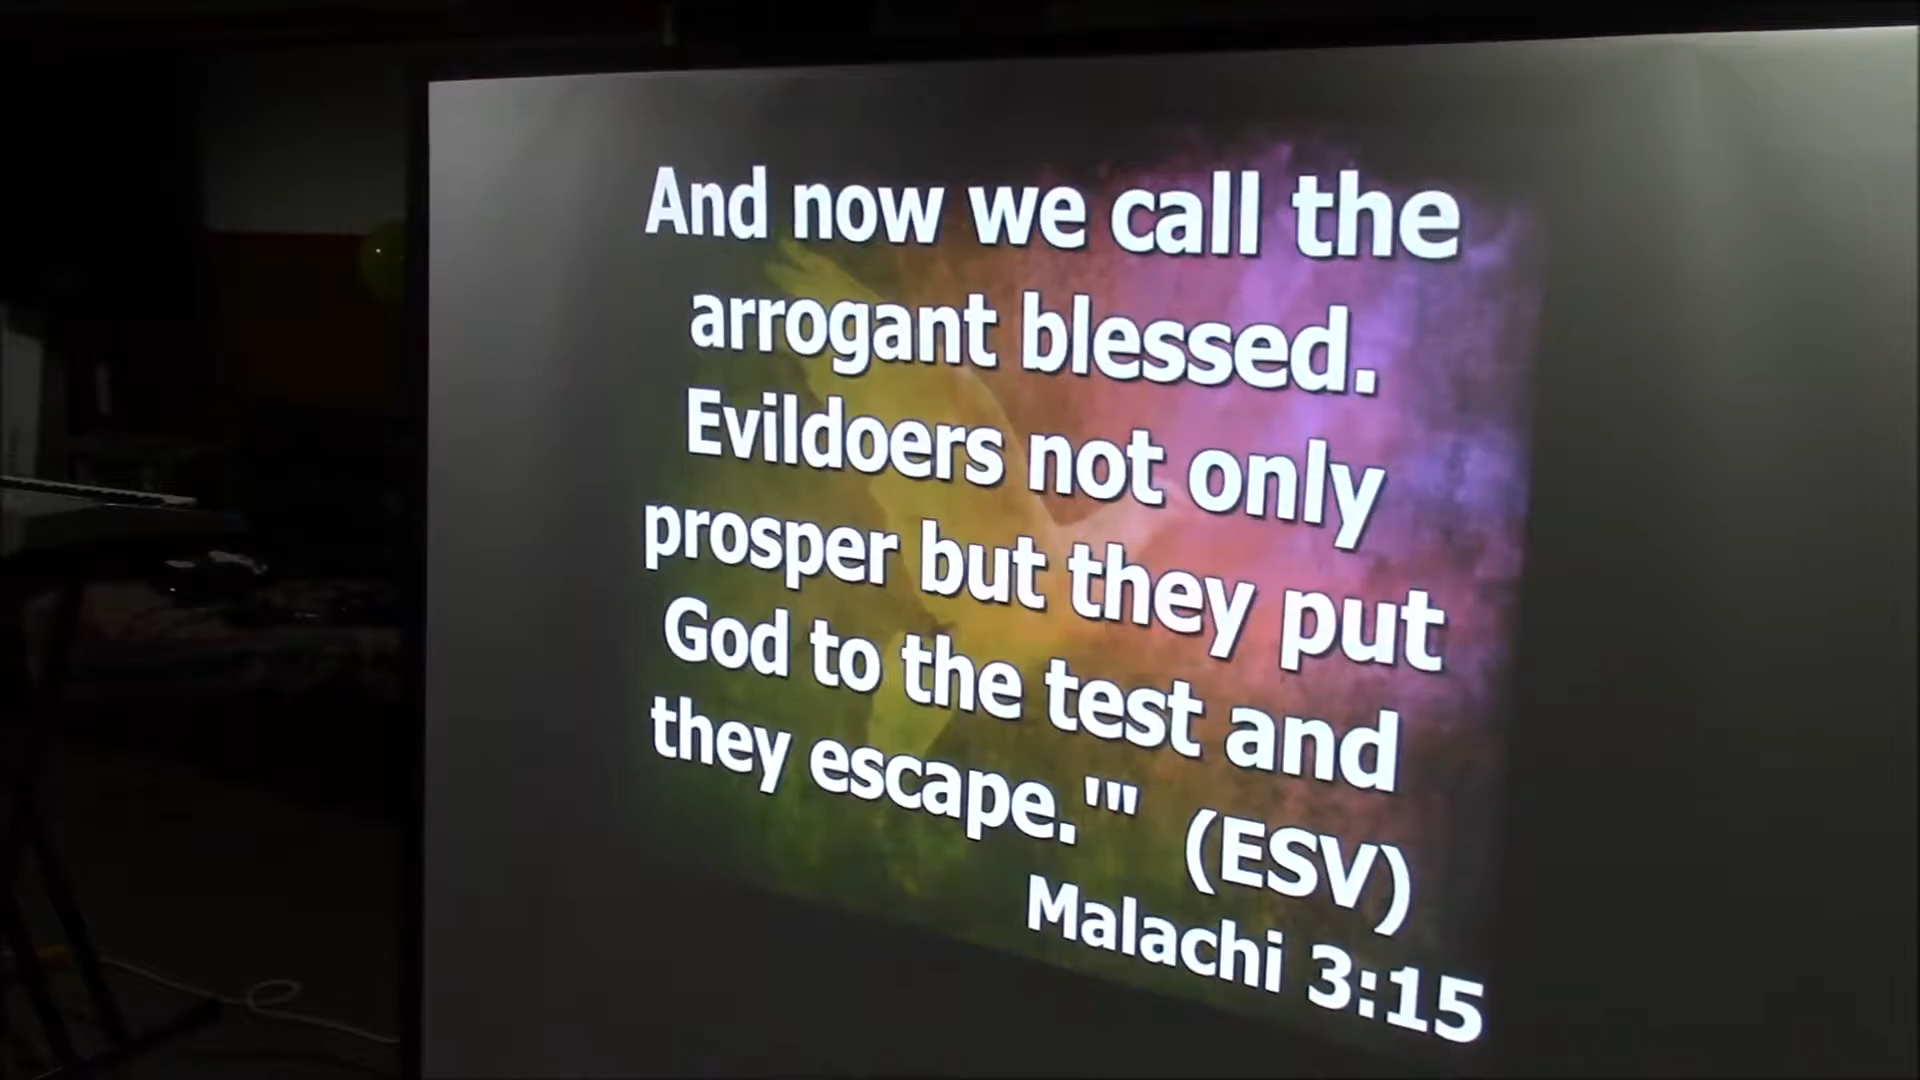 And now we call the
arrogant blessed.
Evildoers not only
prosper but they put
God to the test and
they escape.'" (ESV)
Malachi 3:15